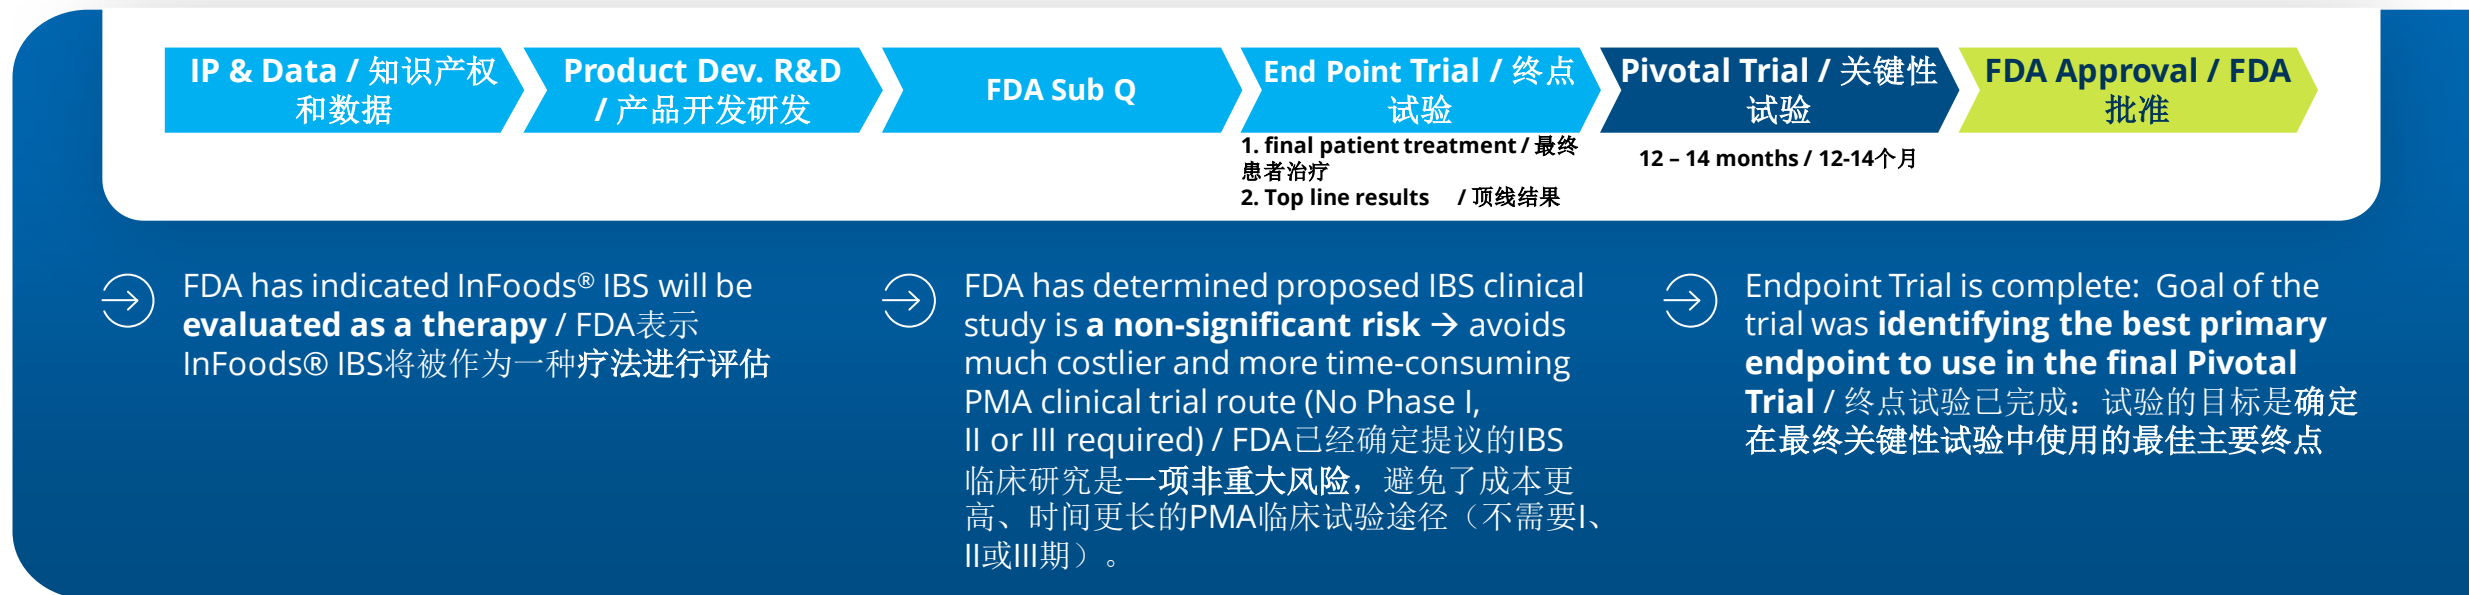 IP & Data / 知识产权
和数据
Product Dev. R&D
/ 产品开发研发
FDA Sub Q
End Point Trial / 终点
试验
Pivotal Trial / 关键性
试验
FDA Approval / FDA
批准
1. final patient treatment / 最终
患者治疗
2. Top line results / 顶线结果
12 – 14 months / 12-14个月
FDA has indicated InFoods® IBS will be
evaluated as a therapy / FDA表示
InFoods® IBS将被作为一种疗法进行评估
FDA has determined proposed IBS clinical
study is a non-significant risk → avoids
much costlier and more time-consuming
PMA clinical trial route (No Phase I,
II or III required) / FDA已经确定提议的IBS
临床研究是一项非重大风险，避免了成本更
高、时间更长的PMA临床试验途径（不需要I、
II或III期）。
Endpoint Trial is complete: Goal of the
trial was identifying the best primary
endpoint to use in the final Pivotal
Trial / 终点试验已完成：试验的目标是确定
在最终关键性试验中使用的最佳主要终点